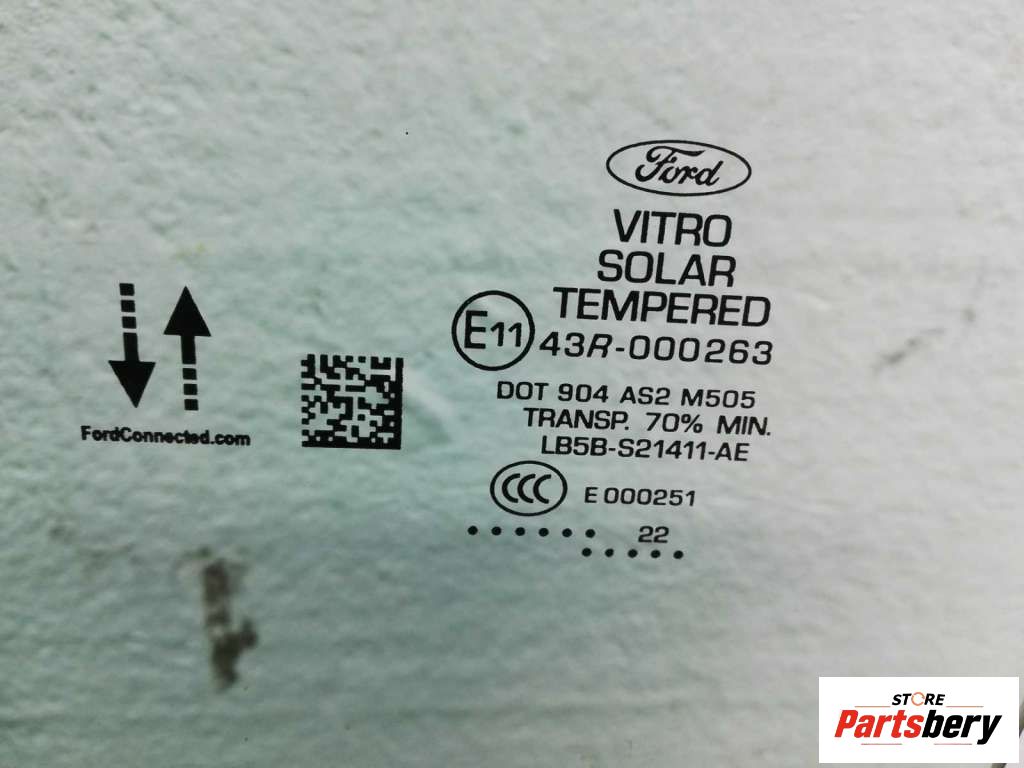 Ford
VITRO
SOLAR
TEMPERED
E11 43R-000263
DOT 904 AS2 M505
TRANSP. 70% MIN.
LB5B-S21411-AE
CCC E 000251
22
FordConnected.com
STORE
Partsbery